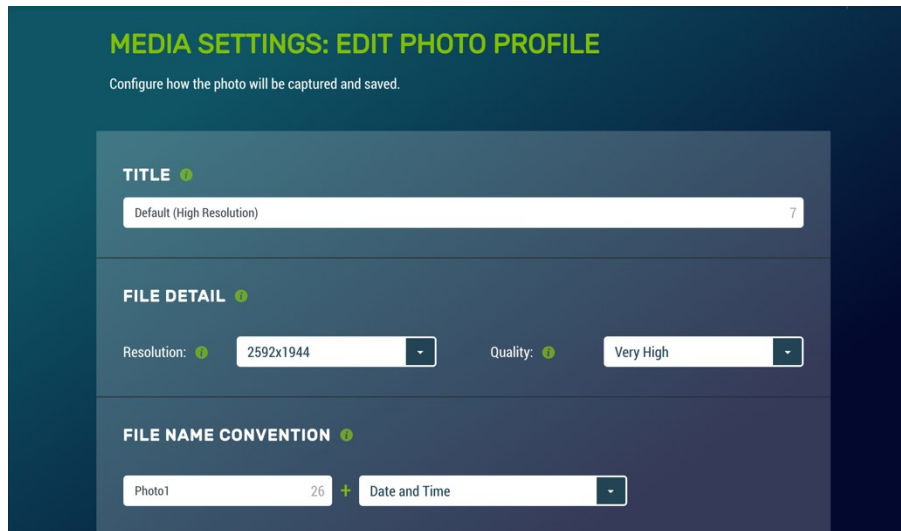 MEDIA SETTINGS: EDIT PHOTO PROFILE
Configure how the photo will be captured and saved.
TITLE i
Default (High Resolution) 7
FILE DETAIL i
Resolution: i 2592x1944 Quality: i Very High
FILE NAME CONVENTION i
Photo1 26 + Date and Time